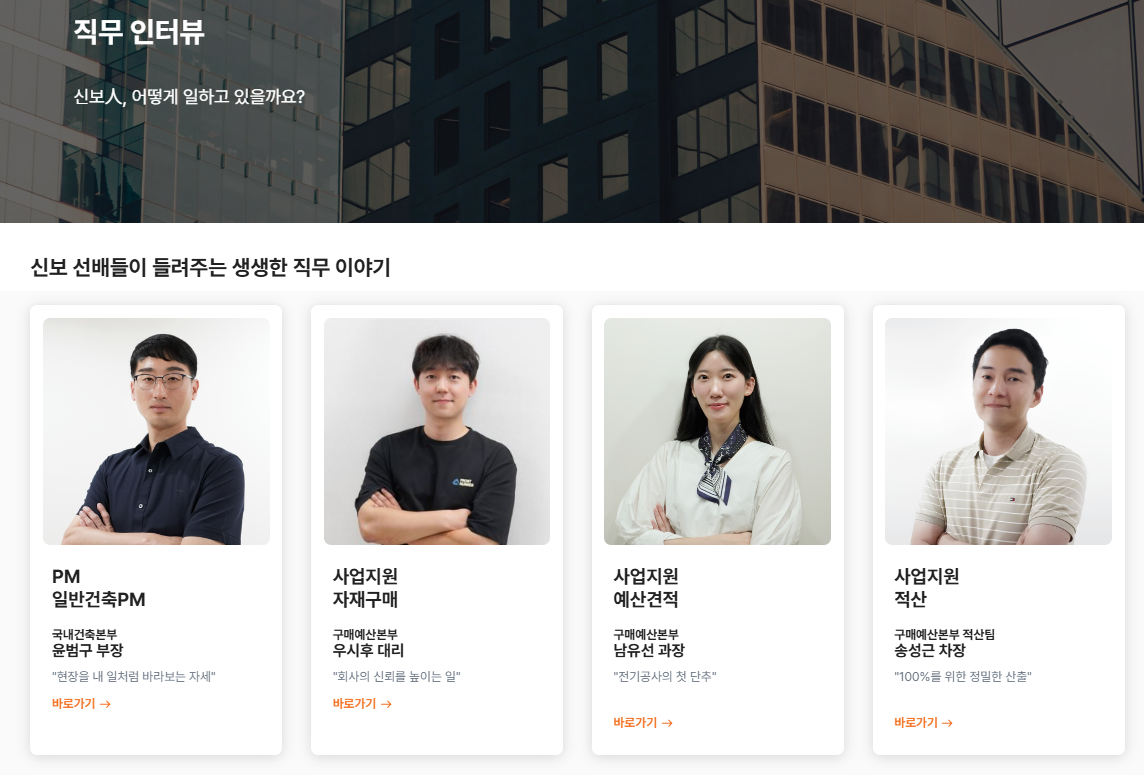 직무 인터뷰
신보人, 어떻게 일하고 있을까요?
신보 선배들이 들려주는 생생한 직무 이야기
PM
일반건축PM
국내건축본부
윤범구 부장
"현장을 내 일처럼 바라보는 자세"
바로가기 →
사업지원
자재구매
구매예산본부
우시후 대리
"회사의 신뢰를 높이는 일"
바로가기 →
사업지원
예산견적
구매예산본부
남유선 과장
"전기공사의 첫 단추"
바로가기 →
사업지원
적산
구매예산본부 적산팀
송성근 차장
"100%를 위한 정밀한 산출"
바로가기 →